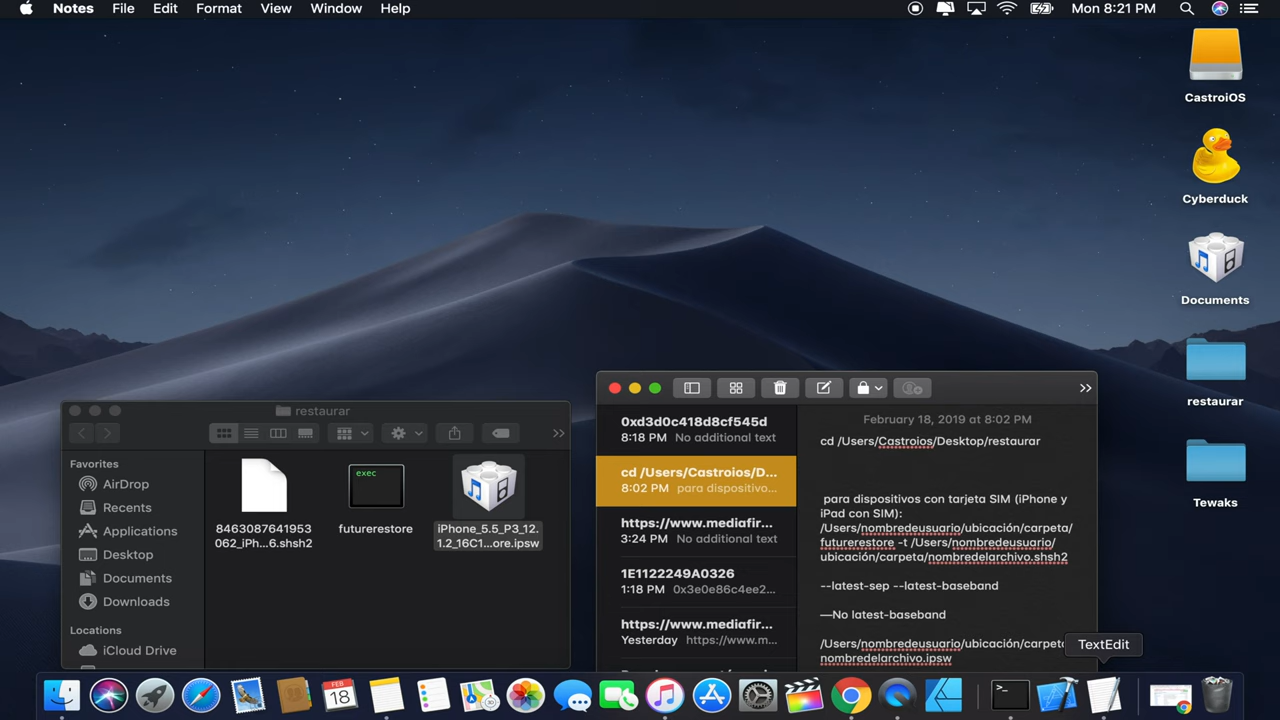 Notes File Edit Format View Window Help
Mon 8:21 PM
CastroiOS
Cyberduck
Documents
restaurar
Tewaks
restaurar
Favorites
AirDrop
Recents
Applications
Desktop
Documents
Downloads
Locations
iCloud Drive
exec
8463087641953
062_iPh...6.shsh2
futurerestore
iPhone_5.5_P3_12.
1.2_16C1...ore.ipsw
0xd3d0c418d8cf545d
8:18 PM No additional text
cd /Users/Castroios/D...
8:02 PM para dispositivo...
https://www.mediafir...
3:24 PM No additional text
1E1122249A0326
1:18 PM 0x3e0e86c4ee2...
https://www.mediafir...
Yesterday https://www.m...
February 18, 2019 at 8:02 PM
cd /Users/Castroios/Desktop/restaurar
para dispositivos con tarjeta SIM (iPhone y
iPad con SIM):
/Users/nombredeusuario/ubicación/carpeta/
futurerestore -t /Users/nombredeusuario/
ubicación/carpeta/nombredelarchivo.shsh2
--latest-sep --latest-baseband
—No latest-baseband
/Users/nombredeusuario/ubicación/carpeta
nombredelarchivo.ipsw
TextEdit
FEB
18